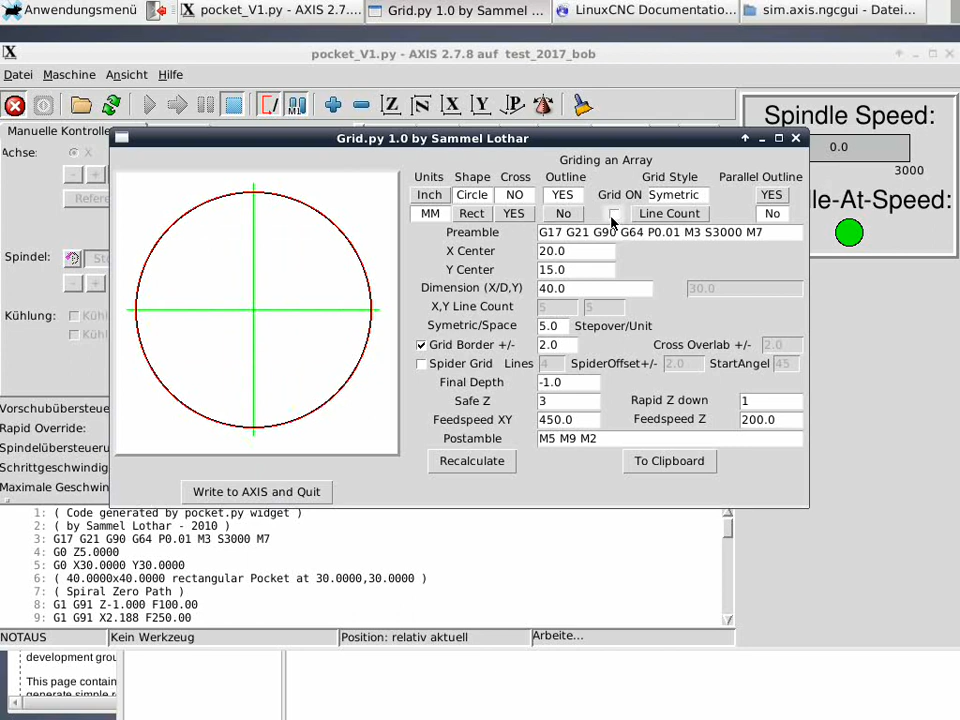 Anwendungsmenü
pocket_V1.py - AXIS 2.7....
Grid.py 1.0 by Sammel ...
LinuxCNC Documentatio...
sim.axis.ngcgui - Datei...
pocket_V1.py - AXIS 2.7.8 auf test_2017_bob
Datei Maschine Ansicht Hilfe
Manuelle Kontrolle
Achse: X
Refere
Spindel: Sto
Kühlung: Kühl
Kühl
Vorschubübersteue
Rapid Override:
Spindelübersteuer
Schrittgeschwindig
Maximale Geschwin
Grid.py 1.0 by Sammel Lothar
Griding an Array
Units Shape Cross Outline Grid Style Parallel Outline
Inch Circle NO YES Grid ON Symetric YES
MM Rect YES No Line Count No
Preamble G17 G21 G90 G64 P0.01 M3 S3000 M7
X Center 20.0
Y Center 15.0
Dimension (X/D,Y) 40.0 30.0
X,Y Line Count 5 5
Symetric/Space 5.0 Stepover/Unit
Grid Border +/- 2.0 Cross Overlab +/- 2.0
Spider Grid Lines 4 SpiderOffset+/- 2.0 StartAngel 45
Final Depth -1.0
Safe Z 3 Rapid Z down 1
Feedspeed XY 450.0 Feedspeed Z 200.0
Postamble M5 M9 M2
Recalculate To Clipboard
Write to AXIS and Quit
Spindle Speed:
0.0
3000
le-At-Speed:
1: ( Code generated by pocket.py widget )
2: ( by Sammel Lothar - 2010 )
3: G17 G21 G90 G64 P0.01 M3 S3000 M7
4: G0 Z5.0000
5: G0 X30.0000 Y30.0000
6: ( 40.0000x40.0000 rectangular Pocket at 30.0000,30.0000 )
7: ( Spiral Zero Path )
8: G1 G91 Z-1.000 F100.00
9: G1 G91 X2.188 F250.00
NOTAUS Kein Werkzeug Position: relativ aktuell Arbeite...
development grou
This page contain
generate simple r